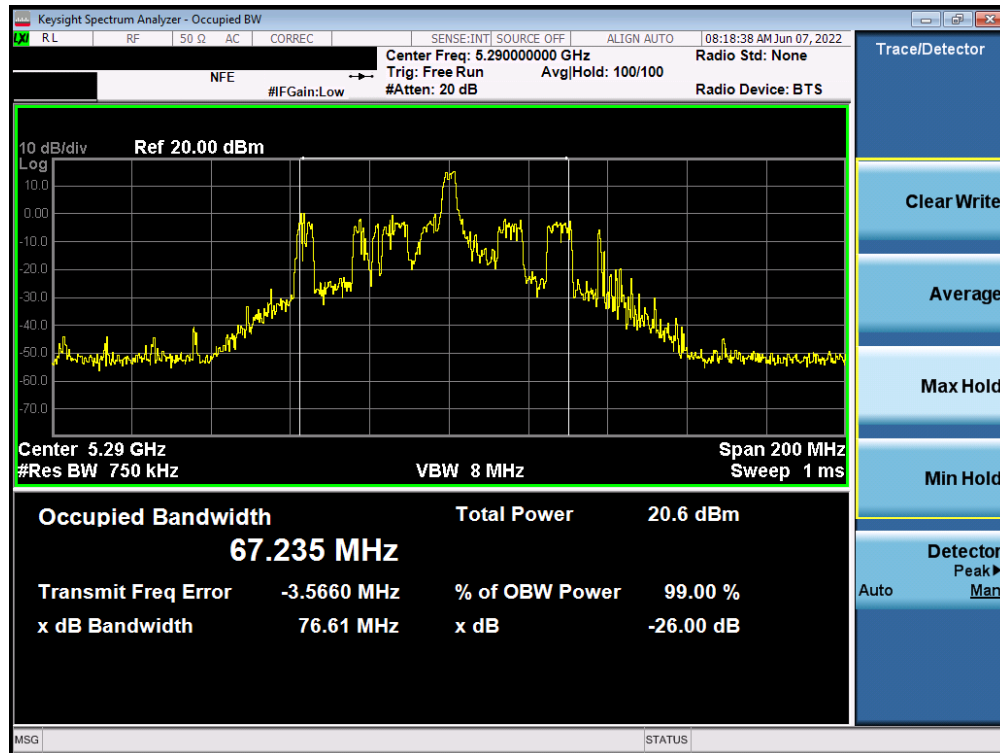 Keysight Spectrum Analyzer - Occupied BW
LXI RL RF 50 Ω AC CORREC SENSE:INT SOURCE OFF ALIGN AUTO 08:18:38 AM Jun 07, 2022
Center Freq: 5.290000000 GHz Radio Std: None
NFE Trig: Free Run Avg|Hold: 100/100
#IFGain:Low #Atten: 20 dB Radio Device: BTS
Trace/Detector
10 dB/div Ref 20.00 dBm
Log
10.0
0.00
-10.0
-20.0
-30.0
-40.0
-50.0
-60.0
-70.0
Center 5.29 GHz Span 200 MHz
#Res BW 750 kHz VBW 8 MHz Sweep 1 ms
Occupied Bandwidth Total Power 20.6 dBm
67.235 MHz
Transmit Freq Error -3.5660 MHz % of OBW Power 99.00 %
x dB Bandwidth 76.61 MHz x dB -26.00 dB
Clear Write
Average
Max Hold
Min Hold
Detector
Peak▶
Auto Man
MSG STATUS